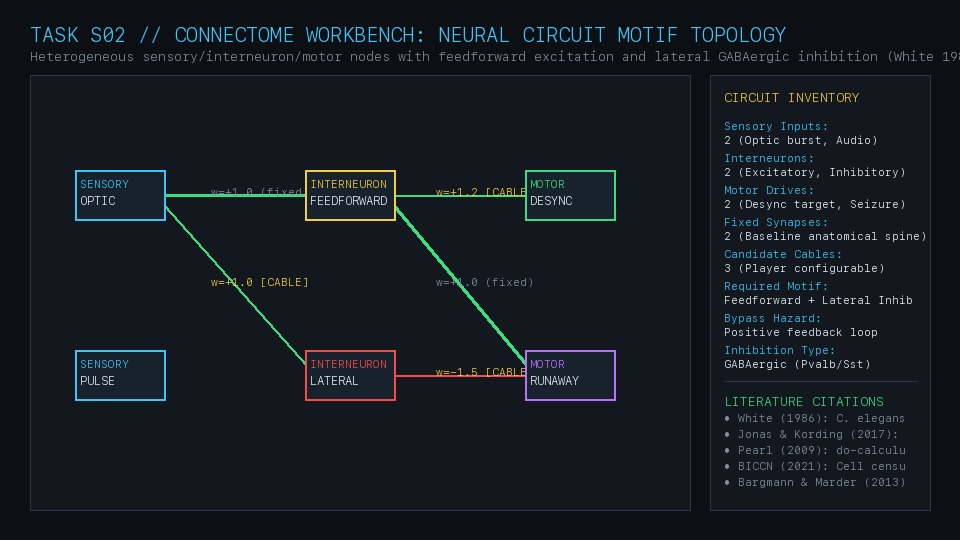 TASK S02 // CONNECTOME WORKBENCH: NEURAL CIRCUIT MOTIF TOPOLOGY
Heterogeneous sensory/interneuron/motor nodes with feedforward excitation and lateral GABAergic inhibition (White 198
SENSORY
OPTIC
w=+1.0 (fixed
INTERNEURON
FEEDFORWARD
w=+1.2 [CABLE
MOTOR
DESYNC
w=+1.0 [CABLE]
w=+1.0 (fixed)
SENSORY
PULSE
INTERNEURON
LATERAL
w=-1.5 [CABLE
MOTOR
RUNAWAY
CIRCUIT INVENTORY
Sensory Inputs:
2 (Optic burst, Audio)
Interneurons:
2 (Excitatory, Inhibitory)
Motor Drives:
2 (Desync target, Seizure)
Fixed Synapses:
2 (Baseline anatomical spine)
Candidate Cables:
3 (Player configurable)
Required Motif:
Feedforward + Lateral Inhib
Bypass Hazard:
Positive feedback loop
Inhibition Type:
GABAergic (Pvalb/Sst)
LITERATURE CITATIONS
• White (1986): C. elegans
• Jonas & Kording (2017):
• Pearl (2009): do-calculu
• BICCN (2021): Cell censu
• Bargmann & Marder (2013)